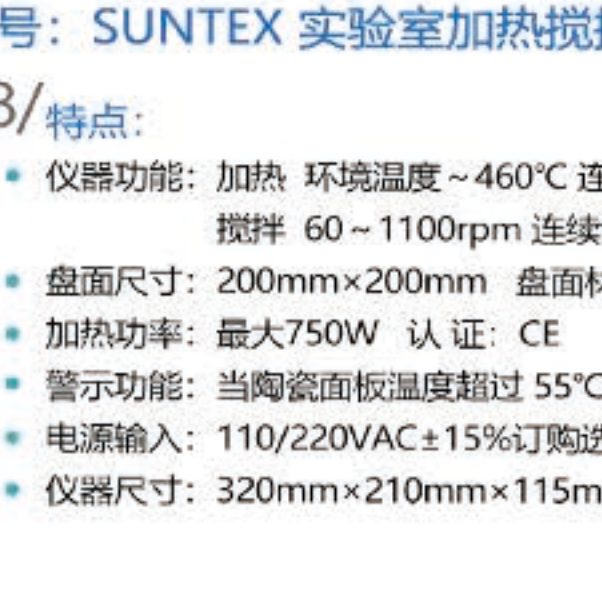 号：SUNTEX 实验室加热搅
3/特点：
• 仪器功能：加热 环境温度～460℃ 连
搅拌 60～1100rpm 连续
• 盘面尺寸：200mm×200mm 盘面
• 加热功率：最大750W 认 证：CE
• 警示功能：当陶瓷面板温度超过 55℃
• 电源输入：110/220VAC±15%订购选
• 仪器尺寸：320mm×210mm×115m